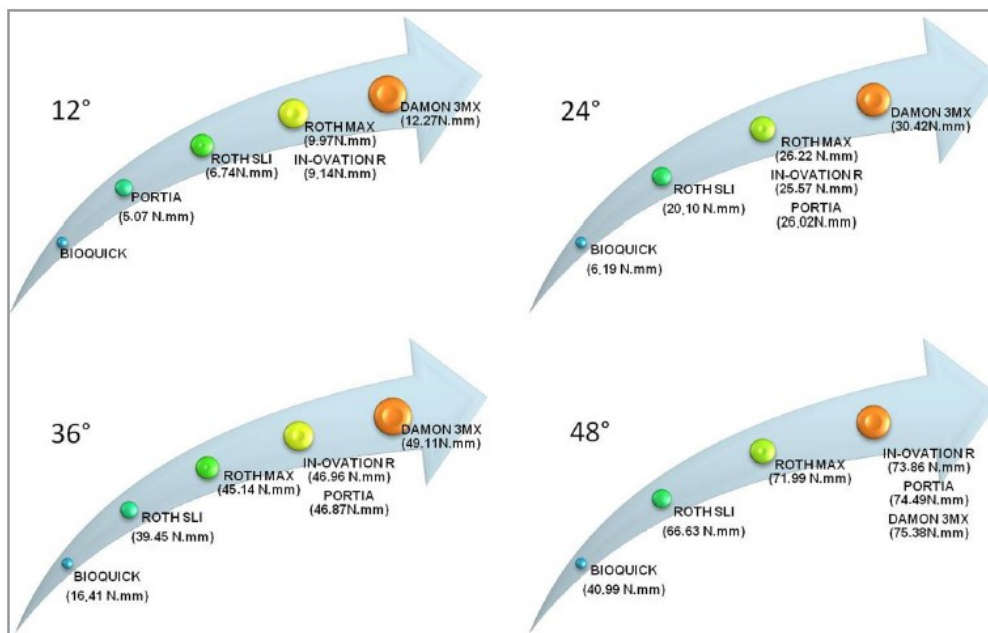 12°
BIOQUICK
PORTIA
(5.07 N.mm)
ROTH SLI
(6.74N.mm)
ROTH MAX
(9.97N.mm)
IN-OVATION R
(9,14N.mm)
DAMON 3MX
(12.27N.mm)
24°
BIOQUICK
(6,19 N.mm)
ROTH SLI
(20,10 N.mm)
ROTH MAX
(26.22 N.mm)
IN-OVATION R
(25.57 N.mm)
PORTIA
(26,02N.mm)
DAMON 3MX
(30.42N.mm)
36°
BIOQUICK
(16,41 N.mm)
ROTH SLI
(39.45 N.mm)
ROTH MAX
(45.14 N.mm)
IN-OVATION R
(46.96 N.mm)
PORTIA
(46.87N.mm)
DAMON 3MX
(49,11N.mm)
48°
BIOQUICK
(40,99 N.mm)
ROTH SLI
(66.63 N.mm)
ROTH MAX
(71.99 N.mm)
IN-OVATION R
(73.86 N.mm)
PORTIA
(74.49N.mm)
DAMON 3MX
(75.38N.mm)